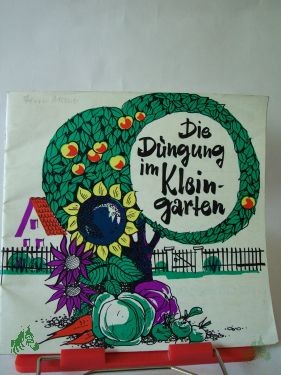 Die
Düngung
im
Klein-
garten